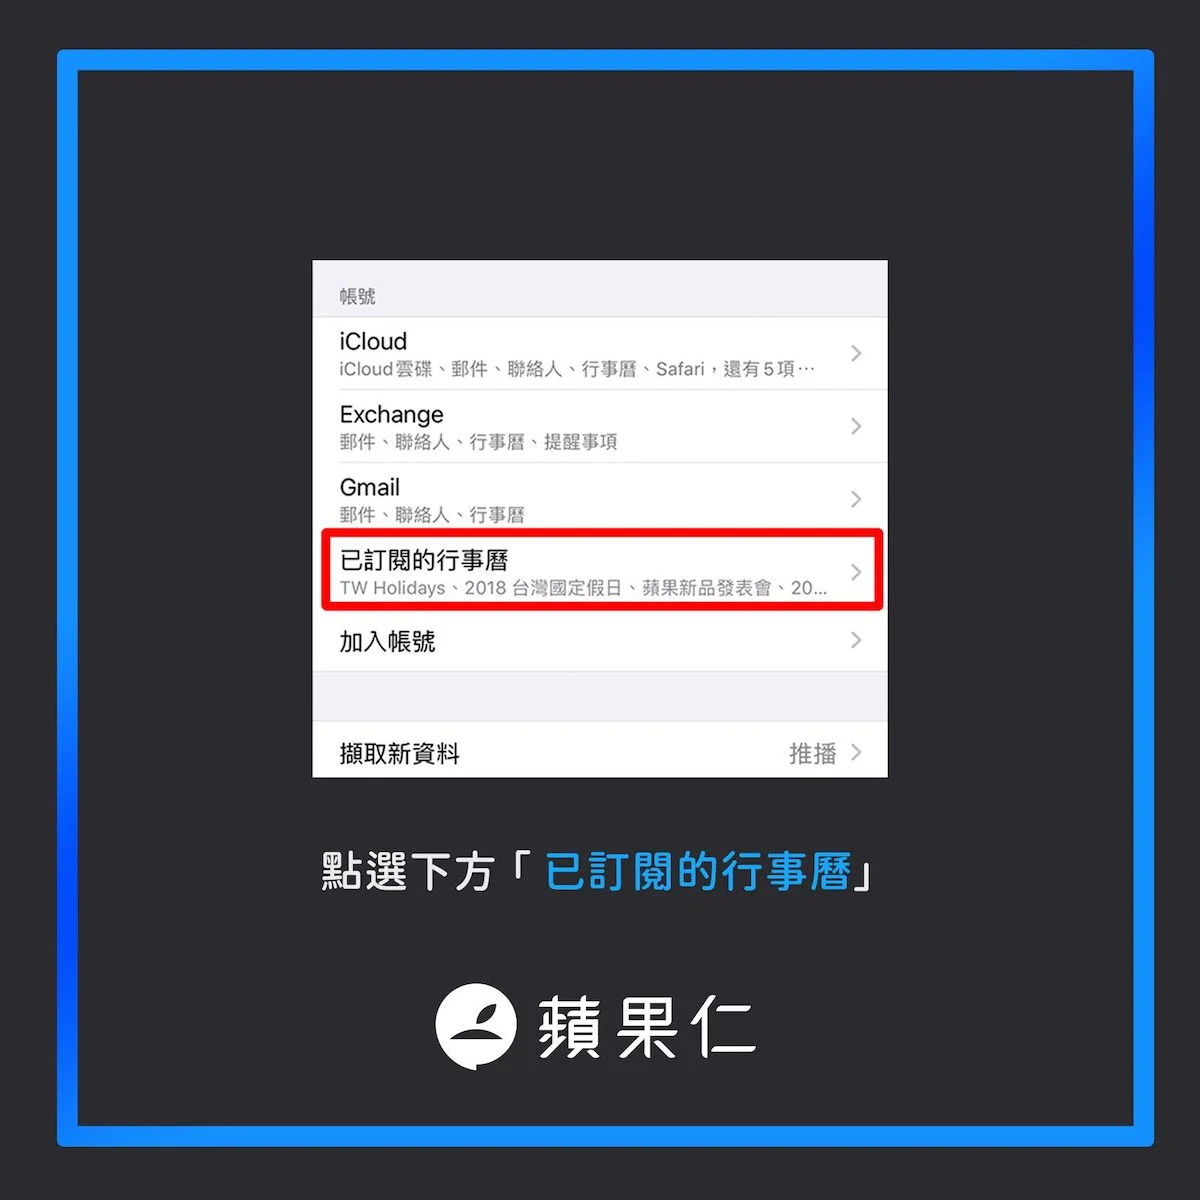 帳號
iCloud
iCloud雲碟、郵件、聯絡人、行事曆、Safari，還有5項⋯
Exchange
郵件、聯絡人、行事曆、提醒事項
Gmail
郵件、聯絡人、行事曆
已訂閱的行事曆
TW Holidays、2018 台灣國定假日、蘋果新品發表會、20...
加入帳號
擷取新資料 推播
點選下方「已訂閱的行事曆」
蘋果仁